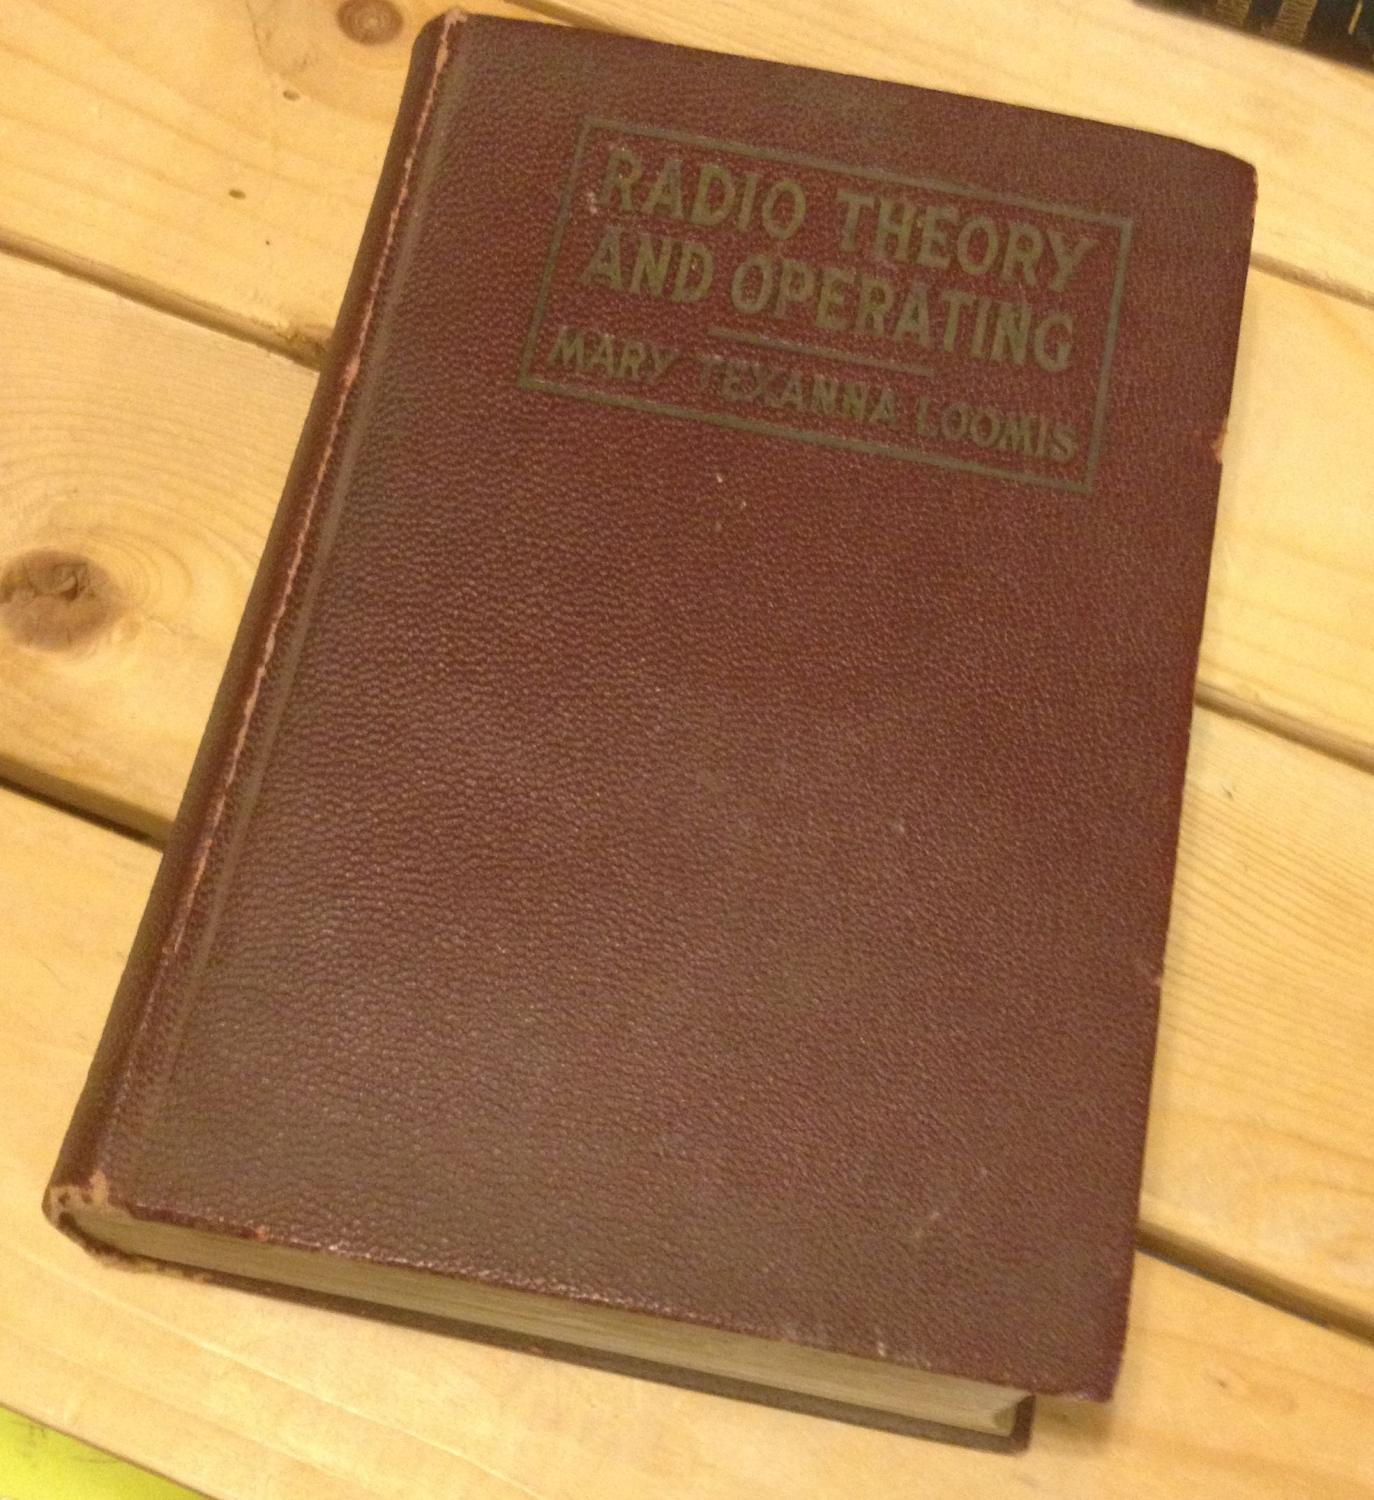 RADIO THEORY
AND OPERATING
MARY TEXANNA LOOMIS